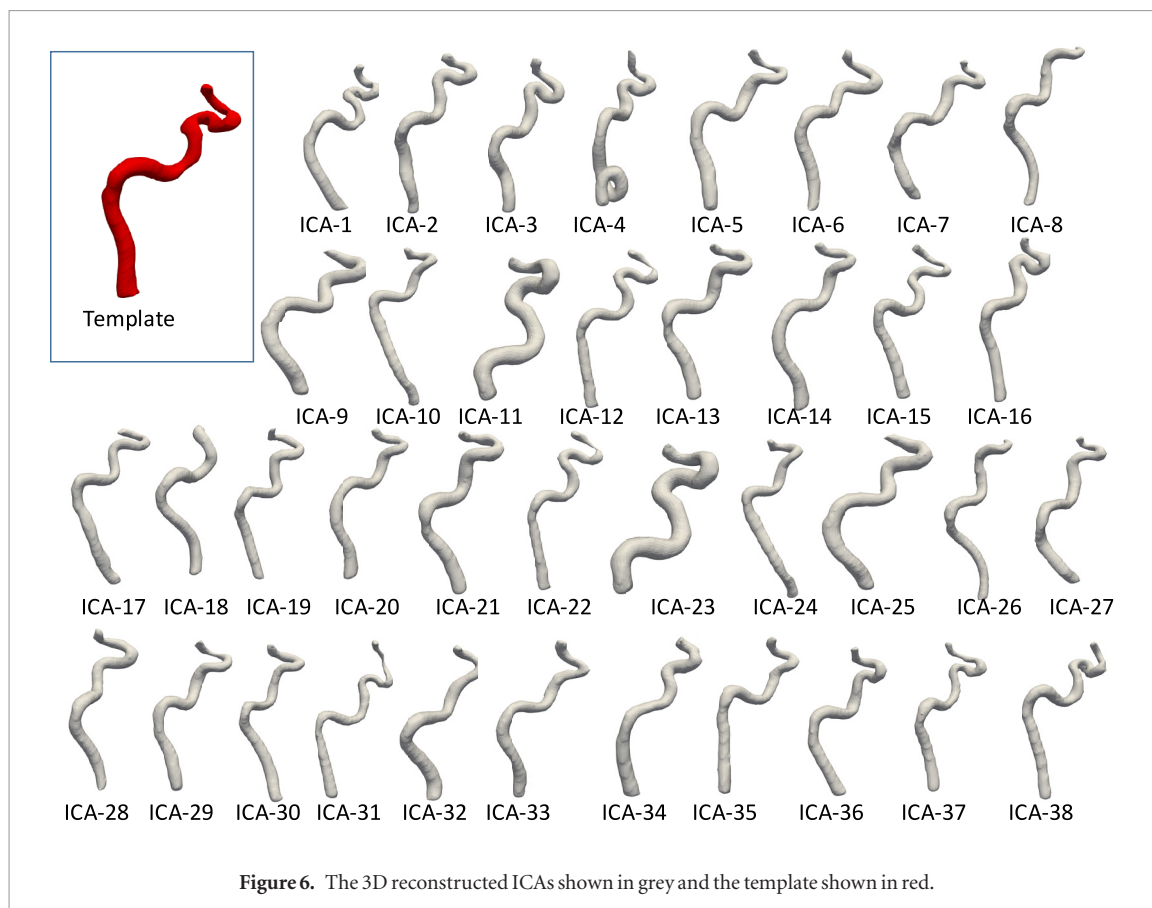 Template
ICA-1 ICA-2 ICA-3 ICA-4 ICA-5 ICA-6 ICA-7 ICA-8
ICA-9 ICA-10 ICA-11 ICA-12 ICA-13 ICA-14 ICA-15 ICA-16
ICA-17 ICA-18 ICA-19 ICA-20 ICA-21 ICA-22 ICA-23 ICA-24 ICA-25 ICA-26 ICA-27
ICA-28 ICA-29 ICA-30 ICA-31 ICA-32 ICA-33 ICA-34 ICA-35 ICA-36 ICA-37 ICA-38
Figure 6. The 3D reconstructed ICAs shown in grey and the template shown in red.